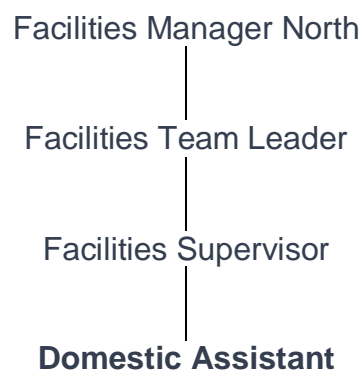 Facilities Manager North
Facilities Team Leader
Facilities Supervisor
Domestic Assistant